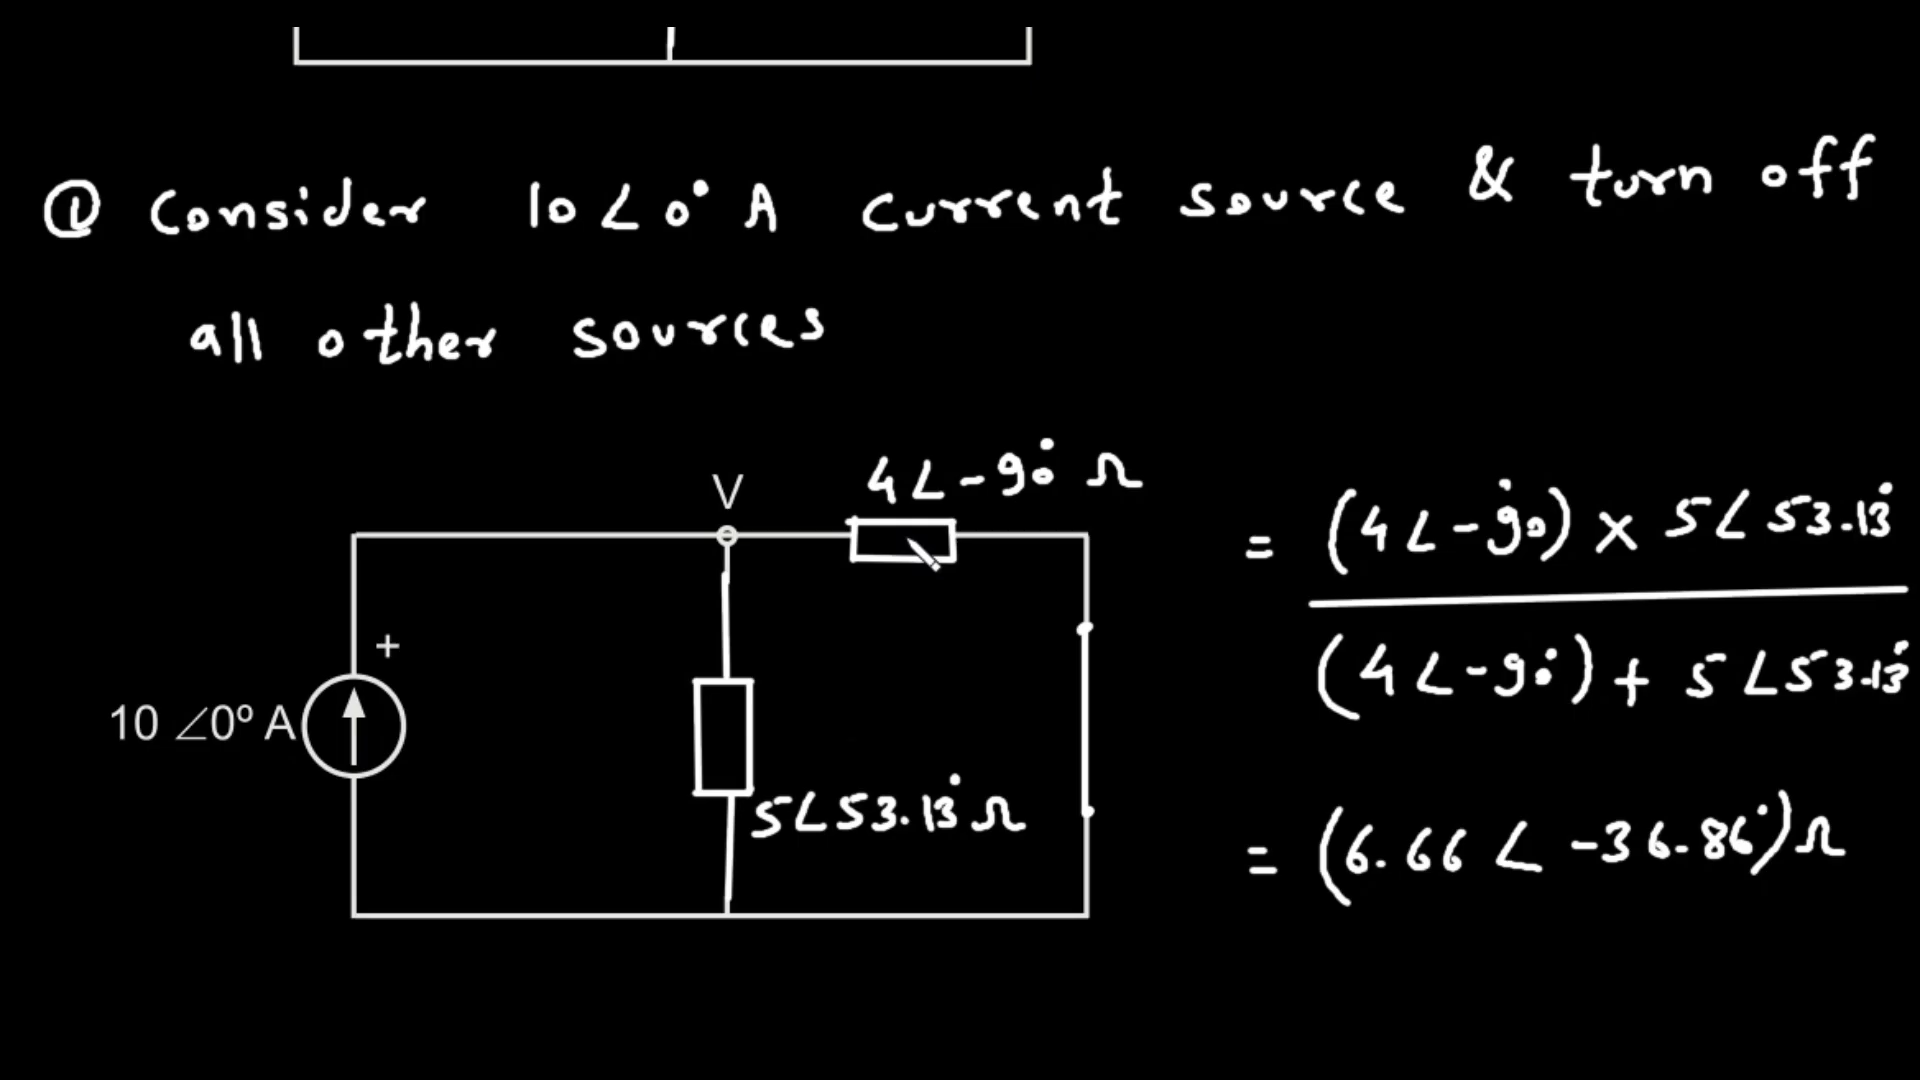 ① Consider 10∠0° A current source & turn off
all other sources
V
4∠-90° Ω
+
10 ∠0º A
5∠53.13° Ω
= (4∠-90°) × 5∠53.13°
(4∠-90°) + 5∠53.13°
= (6.66 ∠ -36.86°) Ω